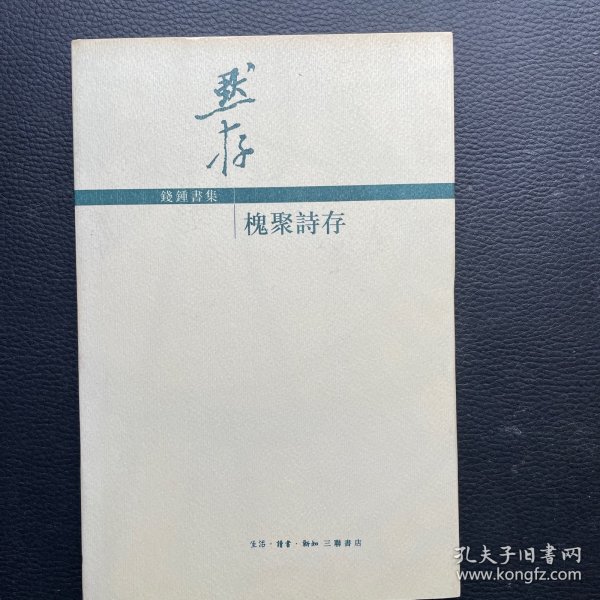 默存
錢鍾書集
槐聚詩存
生活·讀書·新知三聯書店
孔夫子旧书网
www.kongfz.com